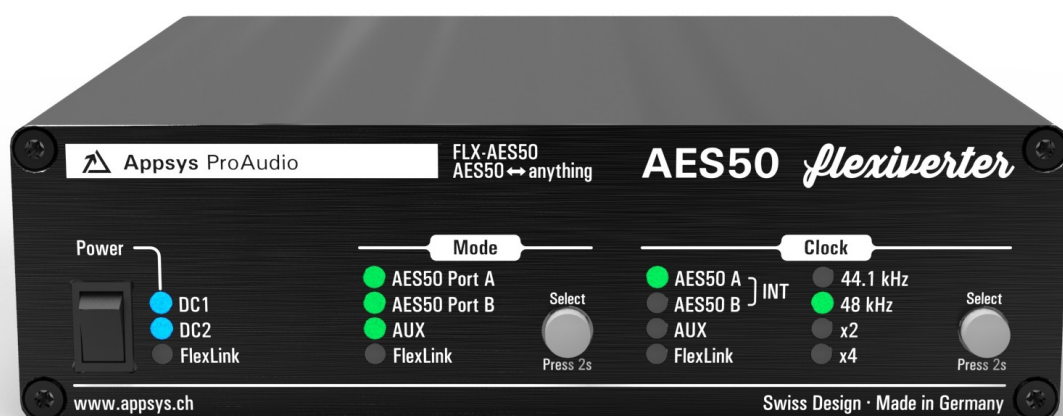 Appsys ProAudio
FLX-AES50
AES50 ↔ anything
AES50 flexiverter
Power
DC1
DC2
FlexLink
Mode
AES50 Port A
AES50 Port B
AUX
FlexLink
Select
Press 2s
Clock
AES50 A
AES50 B
INT
AUX
FlexLink
44.1 kHz
48 kHz
x2
x4
Select
Press 2s
www.appsys.ch
Swiss Design · Made in Germany